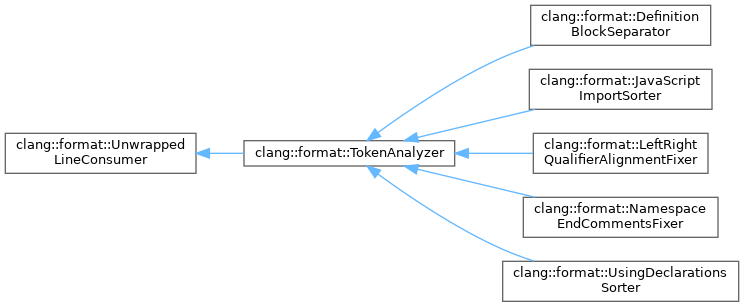 clang::format::Definition
BlockSeparator
clang::format::JavaScript
ImportSorter
clang::format::Unwrapped
LineConsumer
clang::format::TokenAnalyzer
clang::format::LeftRight
QualifierAlignmentFixer
clang::format::Namespace
EndCommentsFixer
clang::format::UsingDeclarations
Sorter